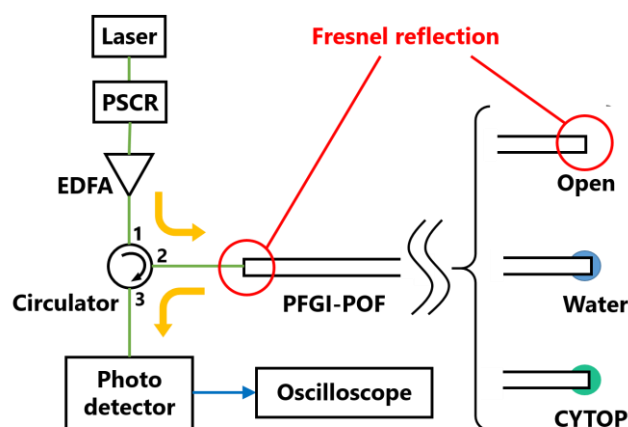 Laser
Fresnel reflection
PSCR
EDFA
Open
1
2
3
Circulator
PFGI-POF
Water
Photo
detector
Oscilloscope
CYTOP